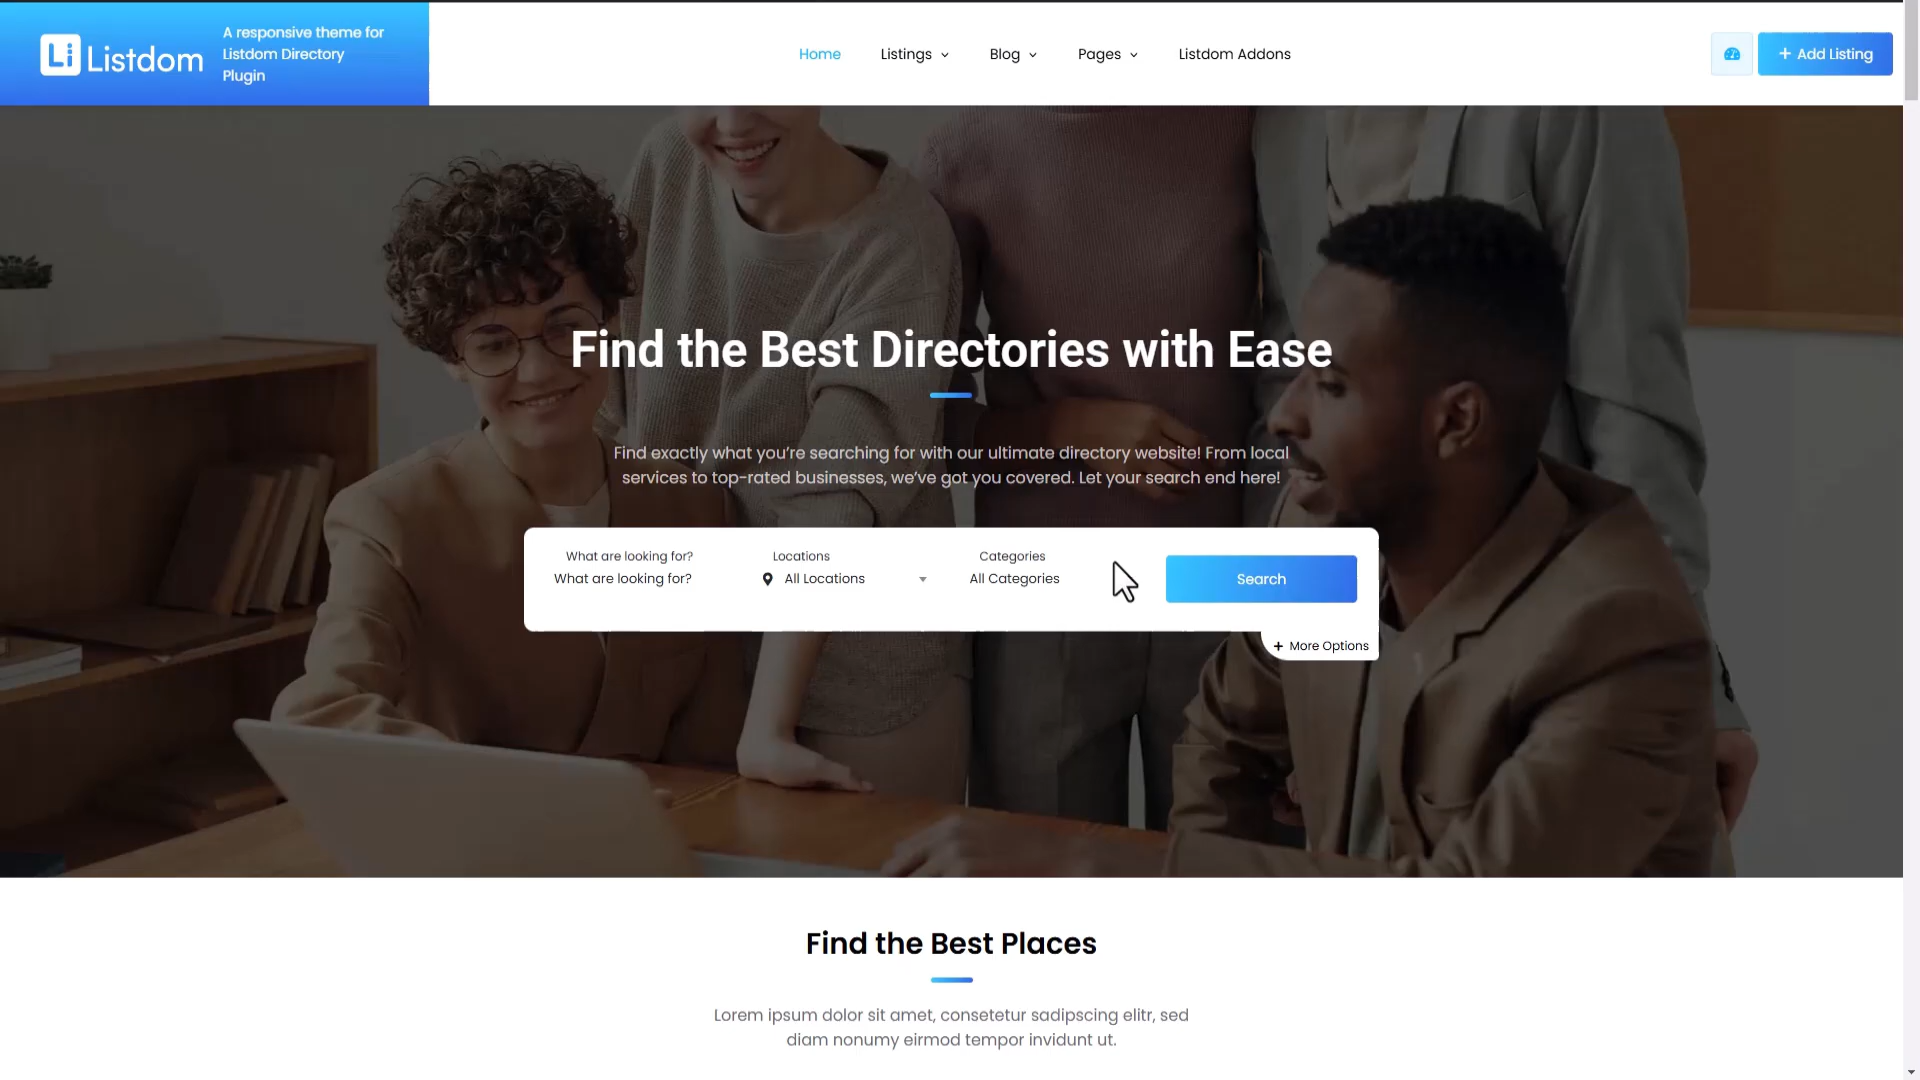 Li Listdom
A responsive theme for
Listdom Directory
Plugin
Home
Listings
Blog
Pages
Listdom Addons
+ Add Listing
Find the Best Directories with Ease
Find exactly what you’re searching for with our ultimate directory website! From local
services to top-rated businesses, we’ve got you covered. Let your search end here!
What are looking for?
What are looking for?
Locations
All Locations
Categories
All Categories
Search
+ More Options
Find the Best Places
Lorem ipsum dolor sit amet, consetetur sadipscing elitr, sed
diam nonumy eirmod tempor invidunt ut.